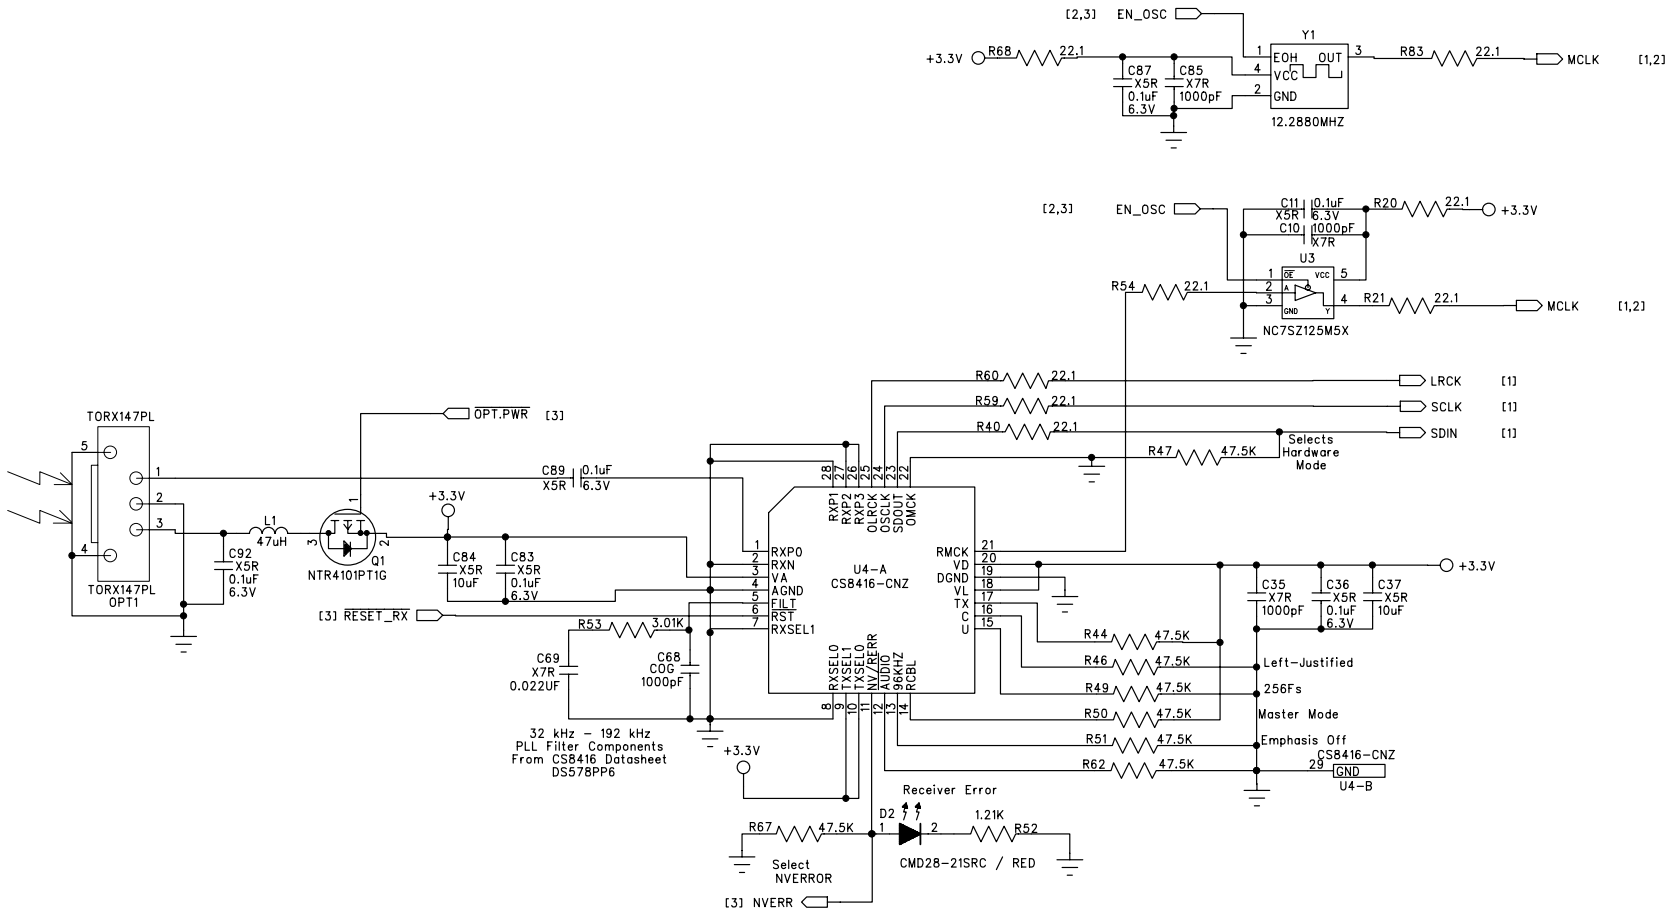 [2,3] EN_OSC
Y1
+3.3V R68 22.1
1 EOH OUT 3
4 VCC
2 GND
12.2880MHZ
C87
X5R
0.1uF
6.3V
C85
X7R
1000pF
R83 22.1
MCLK [1,2]
[2,3] EN_OSC
C11 0.1uF
X5R 6.3V
C10 1000pF
X7R
R20 22.1
+3.3V
U3
1 OE VCC 5
2 A
3 GND Y 4
NC7SZ125M5X
R54 22.1
R21 22.1
MCLK [1,2]
R60 22.1
LRCK [1]
R59 22.1
SCLK [1]
R40 22.1
SDIN [1]
R47 47.5K
Selects
Hardware
Mode
TORX147PL
5
1
2
3
4
TORX147PL
OPT1
OPT.PWR [3]
C89 0.1uF
X5R 6.3V
L1
47uH
C92
X5R
0.1uF
6.3V
1
3
2
Q1
NTR4101PT1G
+3.3V
C84
X5R
10uF
C83
X5R
0.1uF
6.3V
[3] RESET_RX
R53 3.01K
C69
X7R
0.022UF
C68
COG
1000pF
32 kHz - 192 kHz
PLL Filter Components
From CS8416 Datasheet
DS578PP6
28 27 26 25 24 23 22
RXP1 RXP2 RXP3 OLRCK OSCLK SDOUT OMCK
1 RXP0
2 RXN
3 VA
4 AGND
5 FILT
6 RST
7 RXSEL1
U4-A
CS8416-CNZ
RMCK 21
VD 20
DGND 19
VL 18
TX 17
C 16
U 15
RXSEL0 TXSEL1 TXSEL0 NV/RERR AUDIO 96KHZ RCBL
8 9 10 11 12 13 14
+3.3V
C35
X7R
1000pF
C36
X5R
0.1uF
6.3V
C37
X5R
10uF
R44 47.5K
R46 47.5K
Left-Justified
R49 47.5K
256Fs
R50 47.5K
Master Mode
R51 47.5K
Emphasis Off
R62 47.5K
CS8416-CNZ
29 GND
U4-B
+3.3V
Receiver Error
R67 47.5K
D2
1 2
1.21K
R52
CMD28-21SRC / RED
Select
NVERROR
[3] NVERR